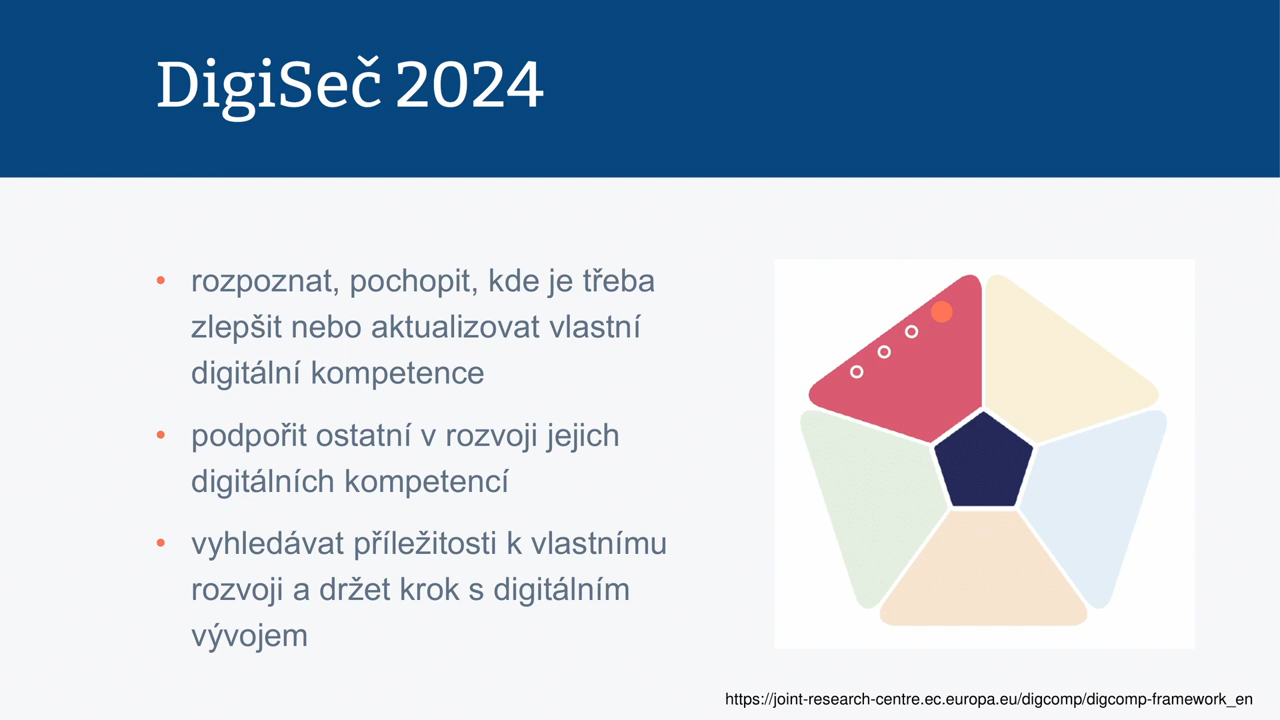 DigiSeč 2024
• rozpoznat, pochopit, kde je třeba
zlepšit nebo aktualizovat vlastní
digitální kompetence
• podpořit ostatní v rozvoji jejich
digitálních kompetencí
• vyhledávat příležitosti k vlastnímu
rozvoji a držet krok s digitálním
vývojem
https://joint-research-centre.ec.europa.eu/digcomp/digcomp-framework_en